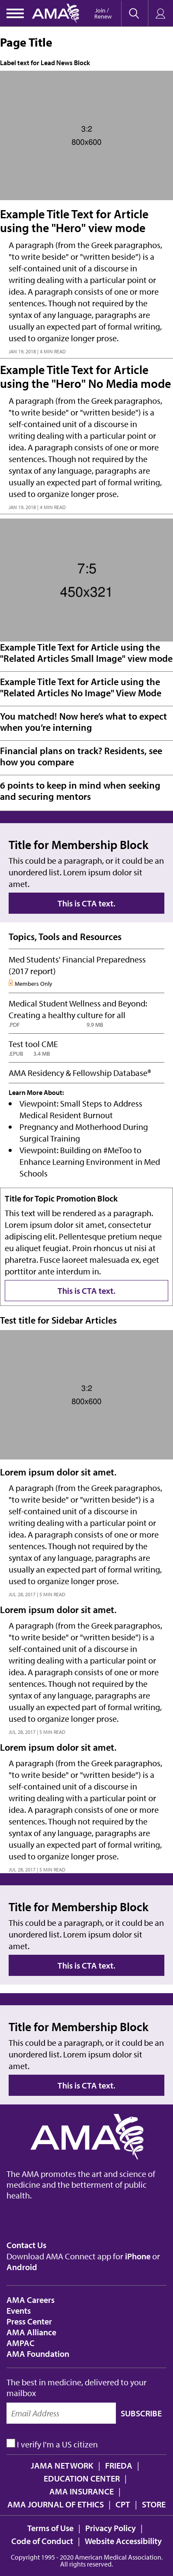 AMA
Join /
Renew
Page Title
Label text for Lead News Block
3:2
800x600
Example Title Text for Article
using the "Hero" view mode
A paragraph (from the Greek paragraphos,
"to write beside" or "written beside") is a
self-contained unit of a discourse in
writing dealing with a particular point or
idea. A paragraph consists of one or more
sentences. Though not required by the
syntax of any language, paragraphs are
usually an expected part of formal writing,
used to organize longer prose.
JAN 19, 2018 | 4 MIN READ
Example Title Text for Article
using the "Hero" No Media mode
A paragraph (from the Greek paragraphos,
"to write beside" or "written beside") is a
self-contained unit of a discourse in
writing dealing with a particular point or
idea. A paragraph consists of one or more
sentences. Though not required by the
syntax of any language, paragraphs are
usually an expected part of formal writing,
used to organize longer prose.
JAN 19, 2018 | 4 MIN READ
7:5
450x321
Example Title Text for Article using the
"Related Articles Small Image" view mode
Example Title Text for Article using the
"Related Articles No Image" View Mode
You matched! Now here's what to expect
when you're interning
Financial plans on track? Residents, see
how you compare
6 points to keep in mind when seeking
and securing mentors
Title for Membership Block
This could be a paragraph, or it could be an
unordered list. Lorem ipsum dolor sit
amet.
This is CTA text.
Topics, Tools and Resources
Med Students' Financial Preparedness
(2017 report)
Members Only
Medical Student Wellness and Beyong:
Creating a healthy culture for all
.PDF 9.9 MB
Test tool CME
.EPUB 3.4 MB
AMA Residency & Fellowship Database®
Learn More About:
• Viewpoint: Small Steps to Address
Medical Resident Burnout
• Pregnancy and Motherhood During
Surgical Training
• Viewpoint: Building on #MeToo to
Enhance Learning Environment in Med
Schools
Title for Topic Promotion Block
This text will be rendered as a paragraph.
Lorem ipsum dolor sit amet, consectetur
adipiscing elit. Pellentesque pretium neque
eu aliquet feugiat. Proin rhoncus ut nisi at
pharetra. Fusce laoreet malesuada ex, eget
porttitor est interdum in.
This is CTA text.
Test title for Sidebar Articles
3:2
800x600
Lorem ipsum dolor sit amet.
A paragraph (from the Greek paragraphos,
"to write beside" or "written beside") is a
self-contained unit of a discourse in
writing dealing with a particular point or
idea. A paragraph consists of one or more
sentences. Though not required by the
syntax of any language, paragraphs are
usually an expected part of formal writing,
used to organize longer prose.
JUL 28, 2017 | 5 MIN READ
Lorem ipsum dolor sit amet.
A paragraph (from the Greek paragraphos,
"to write beside" or "written beside") is a
self-contained unit of a discourse in
writing dealing with a particular point or
idea. A paragraph consists of one or more
sentences. Though not required by the
syntax of any language, paragraphs are
usually an expected part of formal writing,
used to organize longer prose.
JUL 28, 2017 | 5 MIN READ
Lorem ipsum dolor sit amet.
A paragraph (from the Greek paragraphos,
"to write beside" or "written beside") is a
self-contained unit of a discourse in
writing dealing with a particular point or
idea. A paragraph consists of one or more
sentences. Though not required by the
syntax of any language, paragraphs are
usually an expected part of formal writing,
used to organize longer prose.
JUL 28, 2017 | 5 MIN READ
Title for Membership Block
This could be a paragraph, or it could be an
unordered list. Lorem ipsum dolor sit
amet.
This is CTA text.
Title for Membership Block
This could be a paragraph, or it could be an
unordered list. Lorem ipsum dolor sit
amet.
This is CTA text.
AMA
The AMA promotes the art and science of
medicine and the betterment of public
health.
Contact Us
Download AMA Connect app for iPhone or
Android
AMA Careers
Events
Press Center
AMA Alliance
AMPAC
AMA Foundation
The best in medicine, delivered to your
mailbox
Email Address SUBSCRIBE
I verify I'm a US citizen
JAMA NETWORK | FRIEDA |
EDUCATION CENTER |
AMA INSURANCE |
AMA JOURNAL OF ETHICS | CPT | STORE
Terms of Use | Privacy Policy |
Code of Conduct | Website Accessibility
Copyright 1995 - 2020 American Medical Association.
All rights reserved.